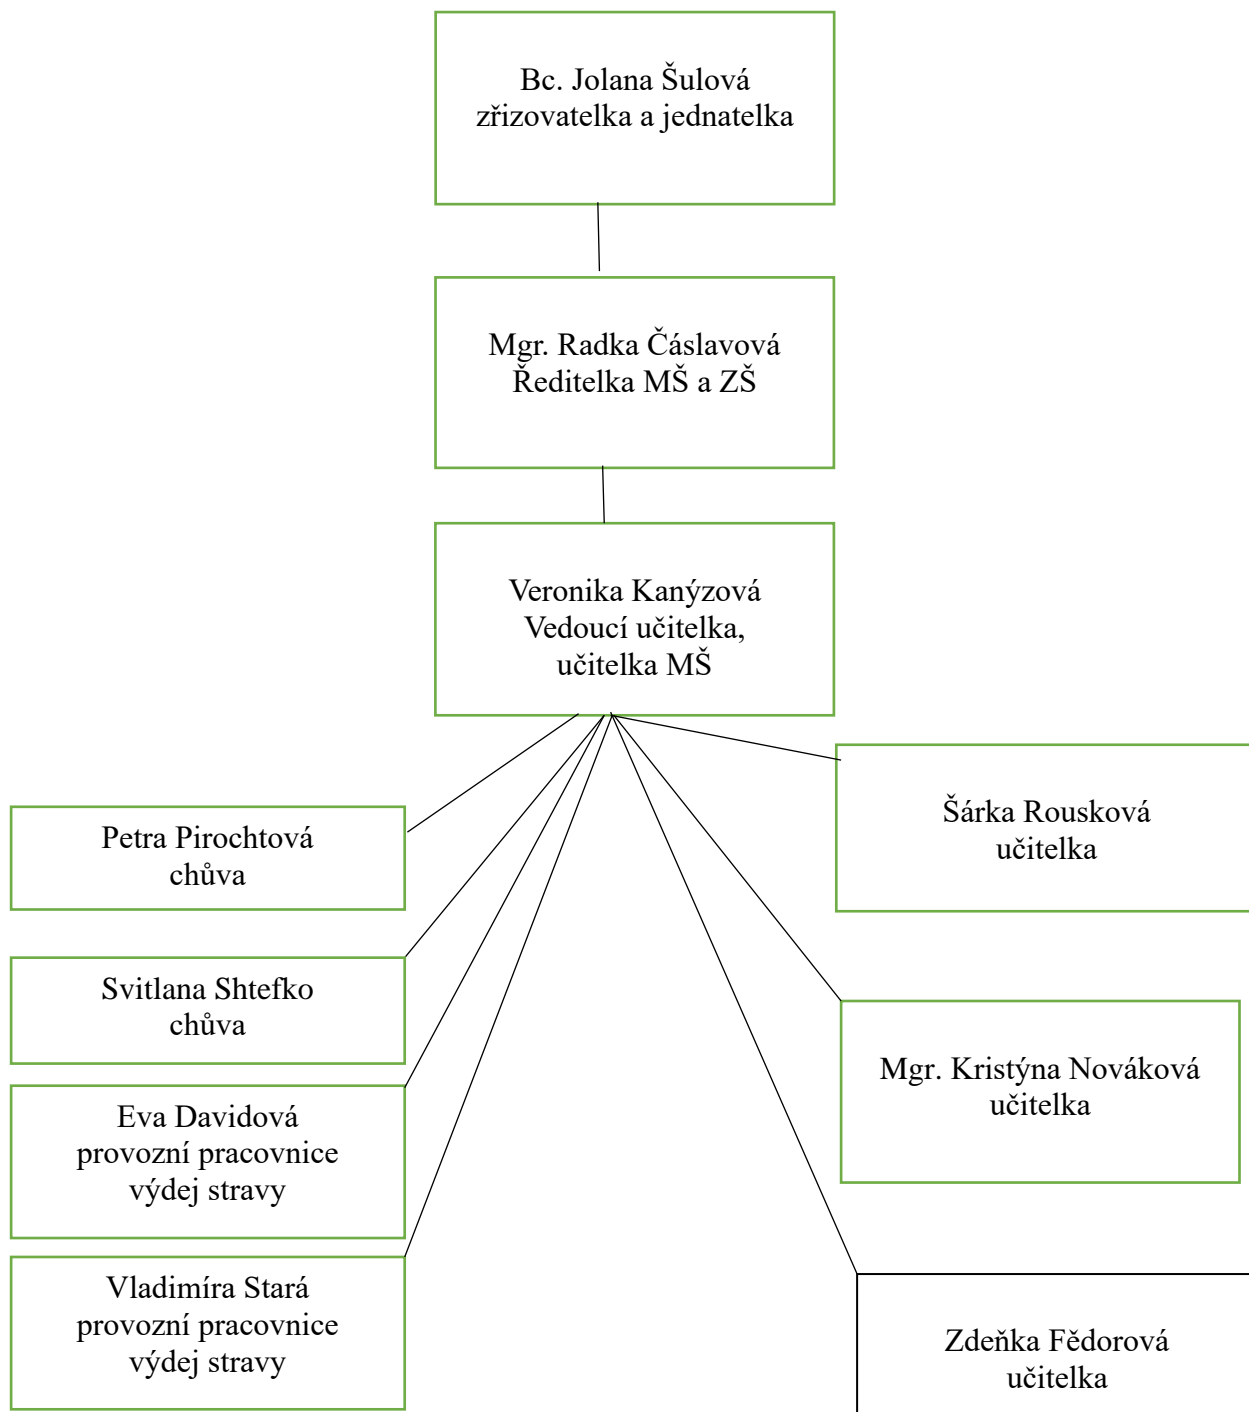 Bc. Jolana Šulová
zřizovatelka a jednatelka
Mgr. Radka Čáslavová
Ředitelka MŠ a ZŠ
Veronika Kanýzová
Vedoucí učitelka,
učitelka MŠ
Petra Pirochtová
chůva
Svitlana Shtefko
chůva
Eva Davidová
provozní pracovnice
výdej stravy
Vladimíra Stará
provozní pracovnice
výdej stravy
Šárka Rousková
učitelka
Mgr. Kristýna Nováková
učitelka
Zdeňka Fědorová
učitelka